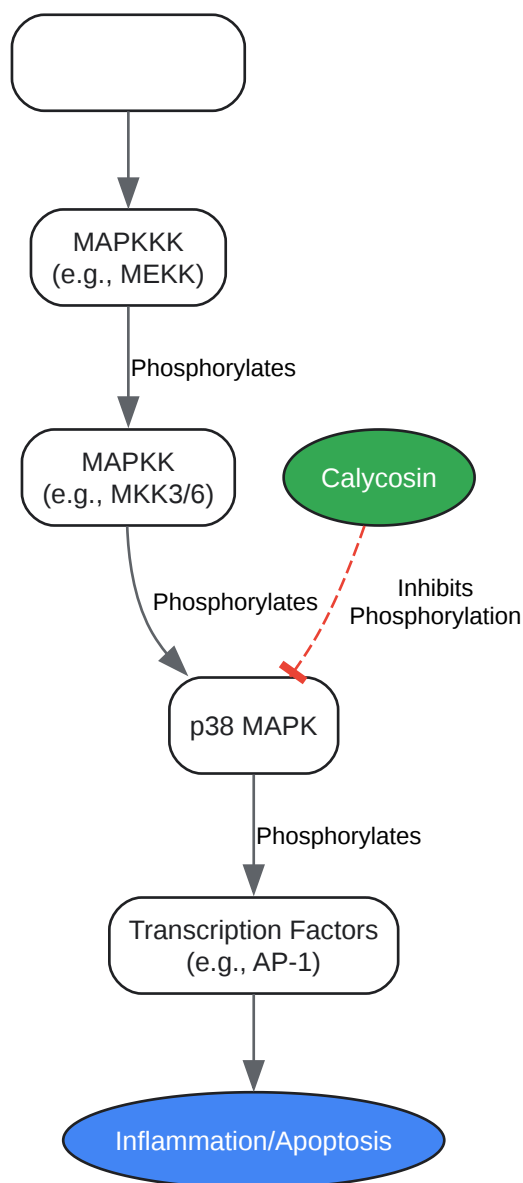 MAPKKK
(e.g., MEKK)
Phosphorylates
MAPKK
(e.g., MKK3/6)
Calycosin
Phosphorylates
Inhibits
Phosphorylation
p38 MAPK
Phosphorylates
Transcription Factors
(e.g., AP-1)
Inflammation/Apoptosis